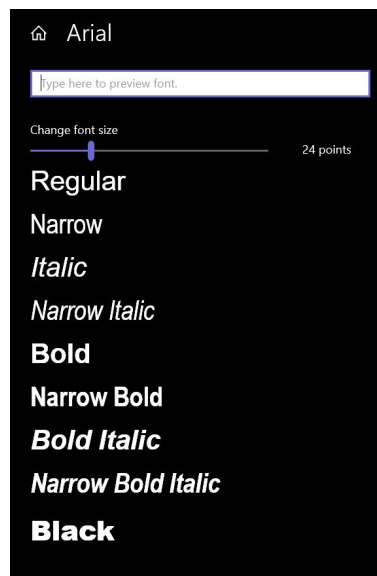 Arial
Type here to preview font.
Change font size
24 points
Regular
Narrow
Italic
Narrow Italic
Bold
Narrow Bold
Bold Italic
Narrow Bold Italic
Black